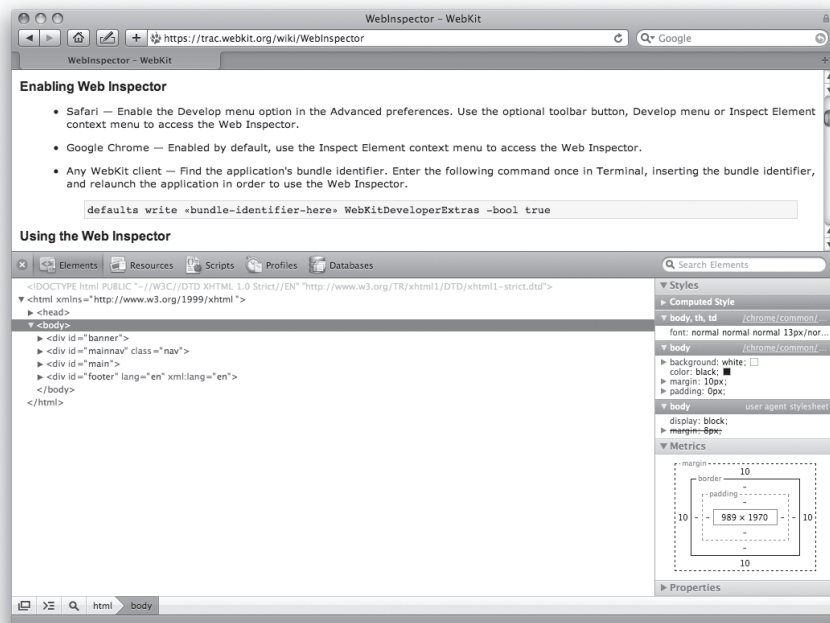 WebInspector – WebKit
https://trac.webkit.org/wiki/WebInspector
Google
WebInspector – WebKit
Enabling Web Inspector
• Safari — Enable the Develop menu option in the Advanced preferences. Use the optional toolbar button, Develop menu or Inspect Element
context menu to access the Web Inspector.
• Google Chrome — Enabled by default, use the Inspect Element context menu to access the Web Inspector.
• Any WebKit client — Find the application's bundle identifier. Enter the following command once in Terminal, inserting the bundle identifier,
and relaunch the application in order to use the Web Inspector.
defaults write «bundle-identifier-here» WebKitDeveloperExtras -bool true
Using the Web Inspector
Elements Resources Scripts Profiles Databases
Search Elements
<!DOCTYPE html PUBLIC "-//W3C//DTD XHTML 1.0 Strict//EN" "http://www.w3.org/TR/xhtml1/DTD/xhtml1-strict.dtd">
<html xmlns="http://www.w3.org/1999/xhtml ">
<head>
<body>
<div id="banner">
<div id="mainnav" class="nav">
<div id="main">
<div id="footer" lang="en" xml:lang="en">
</body>
</html>
Styles
Computed Style
body, th, td /chrome/common/...
font: normal normal normal 13px/nor...
body /chrome/common/...
background: white;
color: black;
margin: 10px;
padding: 0px;
body user agent stylesheet
display: block;
margin: 8px;
Metrics
margin
10
border
–
padding
–
10 – – 989 × 1970 – – 10
–
–
10
Properties
html body